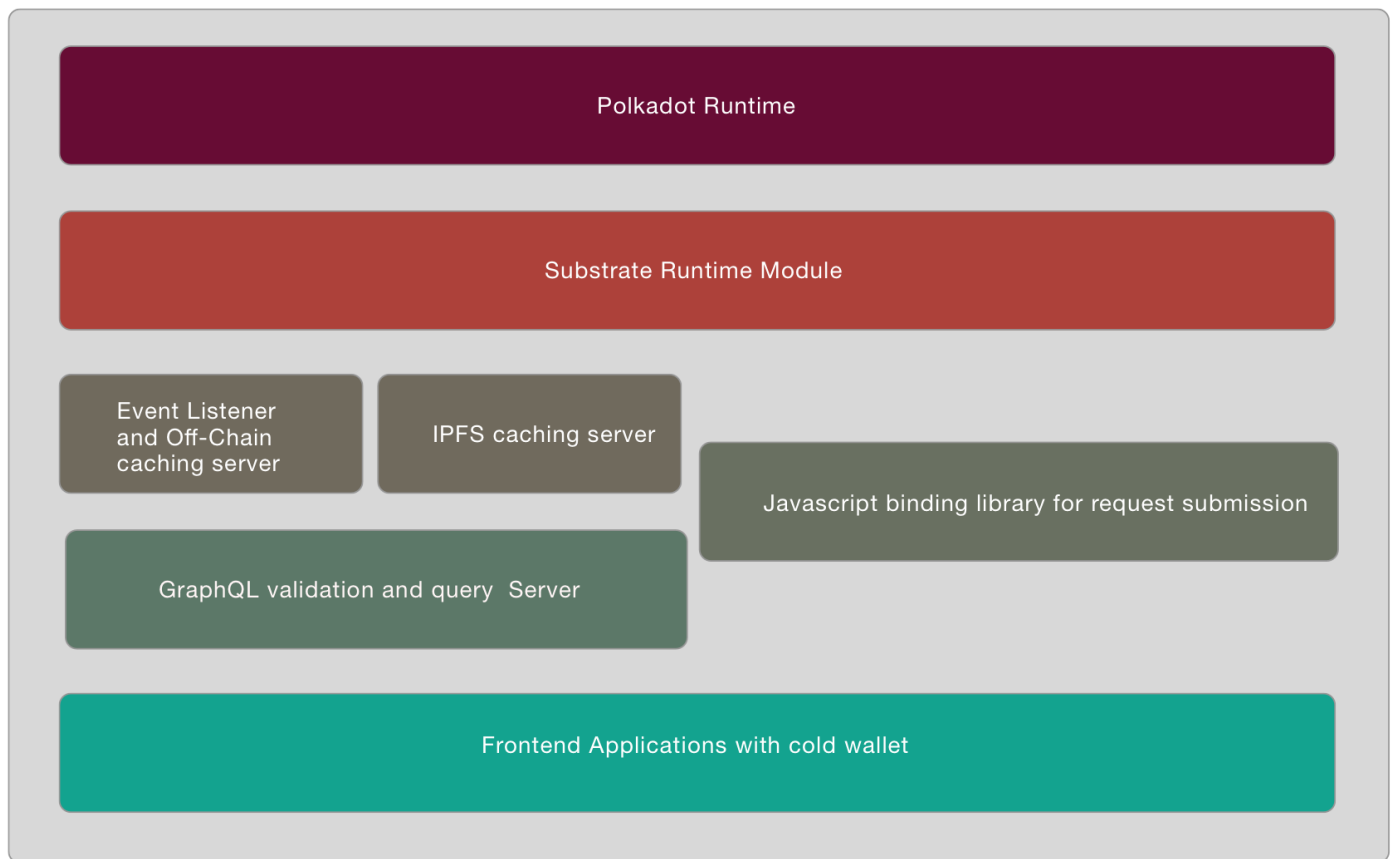 Polkadot Runtime
Substrate Runtime Module
Event Listener
and Off-Chain
caching server
IPFS caching server
Javascript binding library for request submission
GraphQL validation and query  Server
Frontend Applications with cold wallet